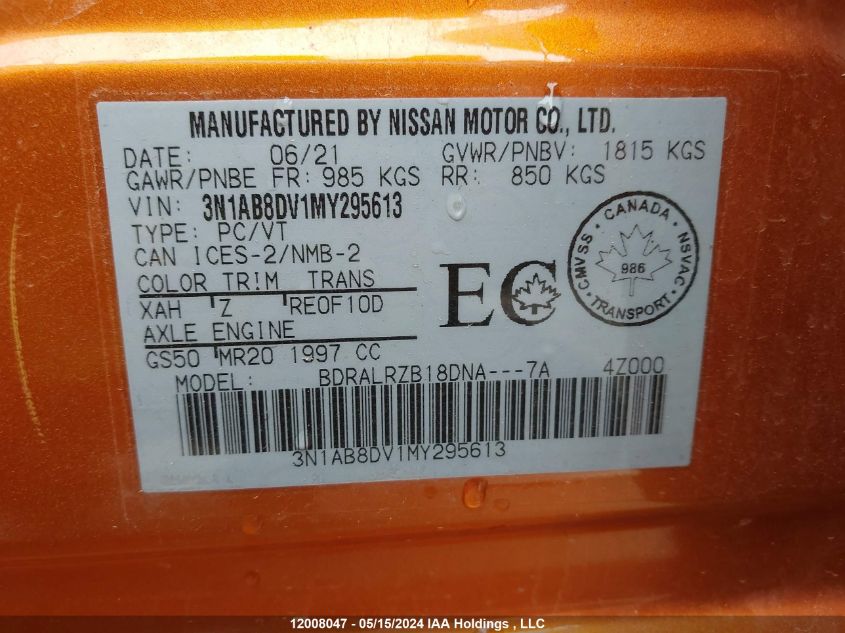 MANUFACTURED BY NISSAN MOTOR CO., LTD.
DATE: 06/21 GVWR/PNBV: 1815 KGS
GAWR/PNBE FR: 985 KGS RR: 850 KGS
VIN: 3N1AB8DV1MY295613
TYPE: PC/VT
CAN ICES-2/NMB-2
COLOR TRIM TRANS
XAH Z RE0F10D
AXLE ENGINE
GS50 MR20 1997 CC
EC
CANADA
CMVSS 986 NSVAC
TRANSPORT
MODEL: BDRALRZB18DNA---7A 4Z000
3N1AB8DV1MY295613
12008047 - 05/15/2024 IAA Holdings , LLC